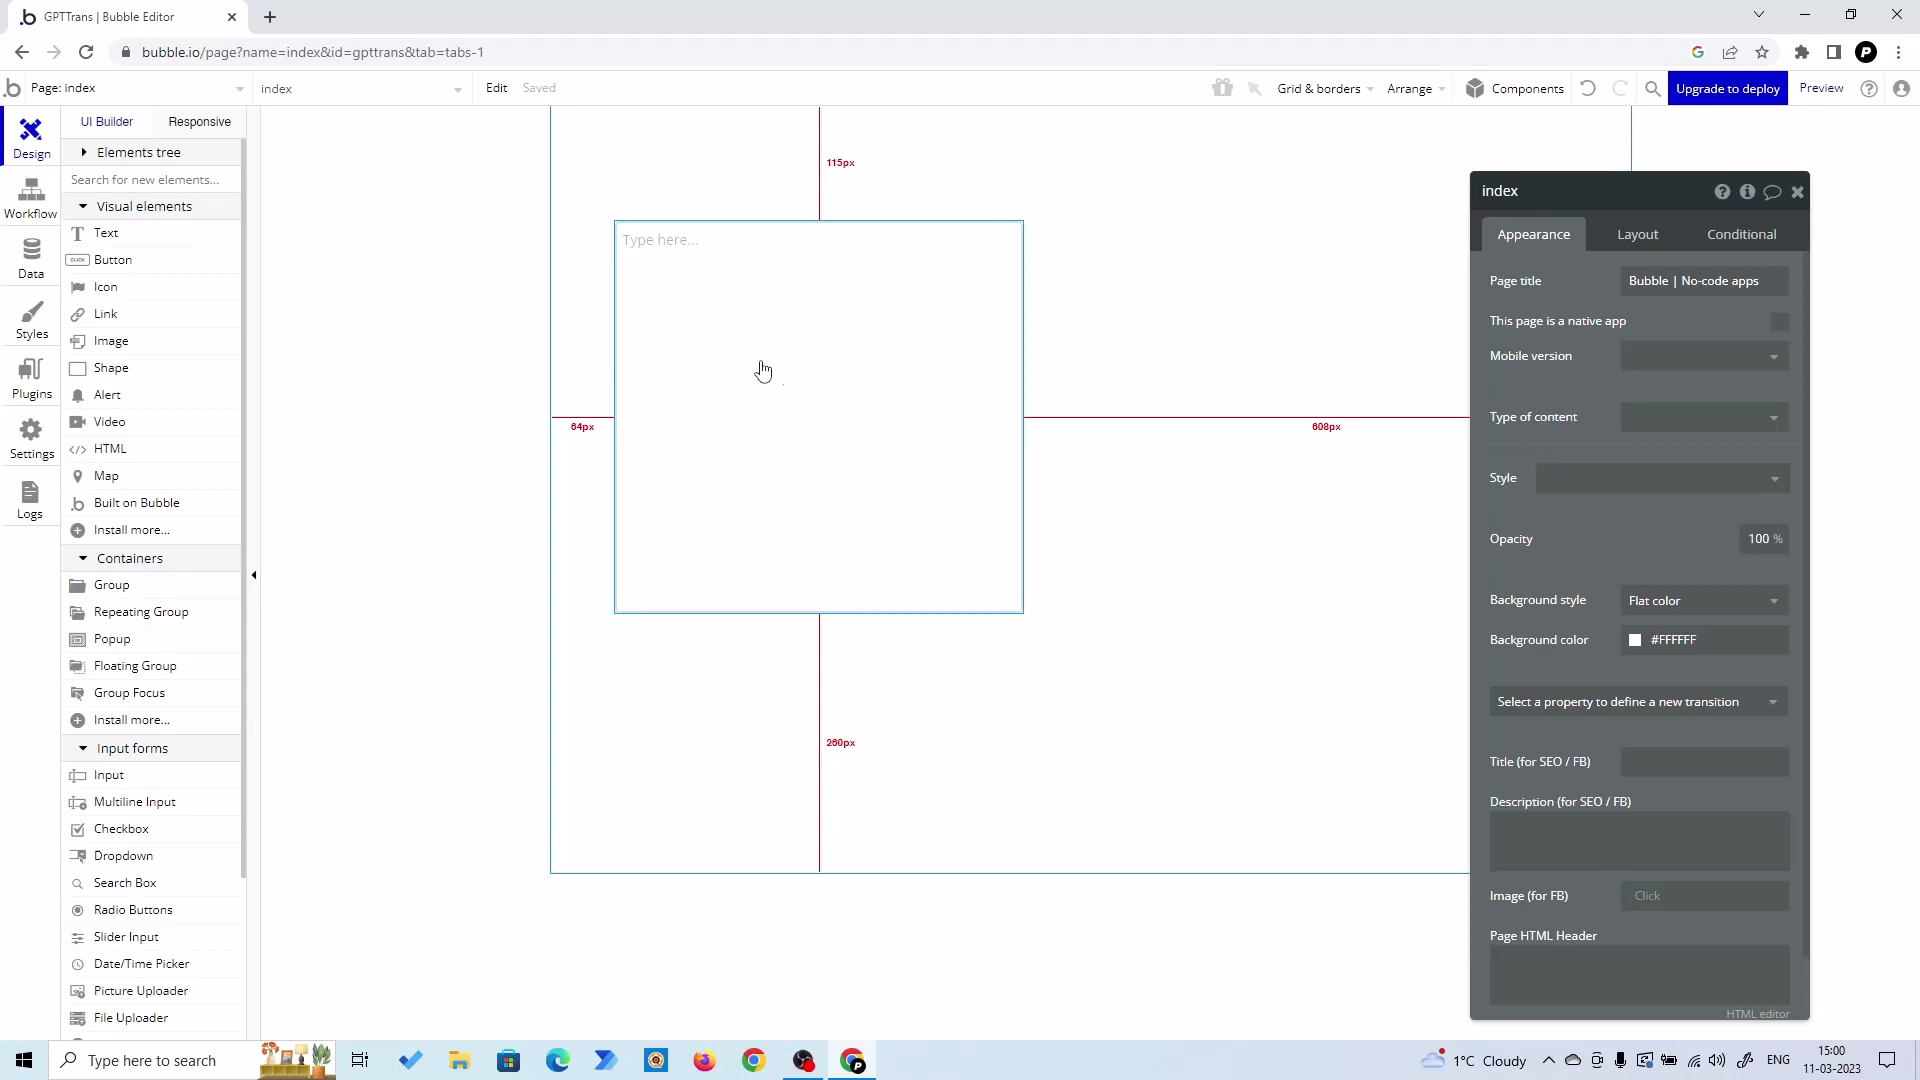 GPTTrans | Bubble Editor
bubble.io/page?name=index&id=gpttrans&tab=tabs-1
Page: index
index
Edit
Saved
Grid & borders
Arrange
Components
Upgrade to deploy
Preview
Design
Workflow
Data
Styles
Plugins
Settings
Logs
UI Builder
Responsive
Elements tree
Search for new elements...
Visual elements
Text
CLICK
Button
Icon
Link
Image
Shape
Alert
Video
HTML
Map
Built on Bubble
Install more...
Containers
Group
Repeating Group
Popup
Floating Group
Group Focus
Install more...
Input forms
Input
Multiline Input
Checkbox
Dropdown
Search Box
Radio Buttons
Slider Input
Date/Time Picker
Picture Uploader
File Uploader
115px
Type here...
64px
608px
260px
index
Appearance
Layout
Conditional
Page title
Bubble | No-code apps
This page is a native app
Mobile version
Type of content
Style
Opacity
100 %
Background style
Flat color
Background color
#FFFFFF
Select a property to define a new transition
Title (for SEO / FB)
Description (for SEO / FB)
Image (for FB)
Click
Page HTML Header
HTML editor
Type here to search
1°C Cloudy
ENG
15:00
11-03-2023